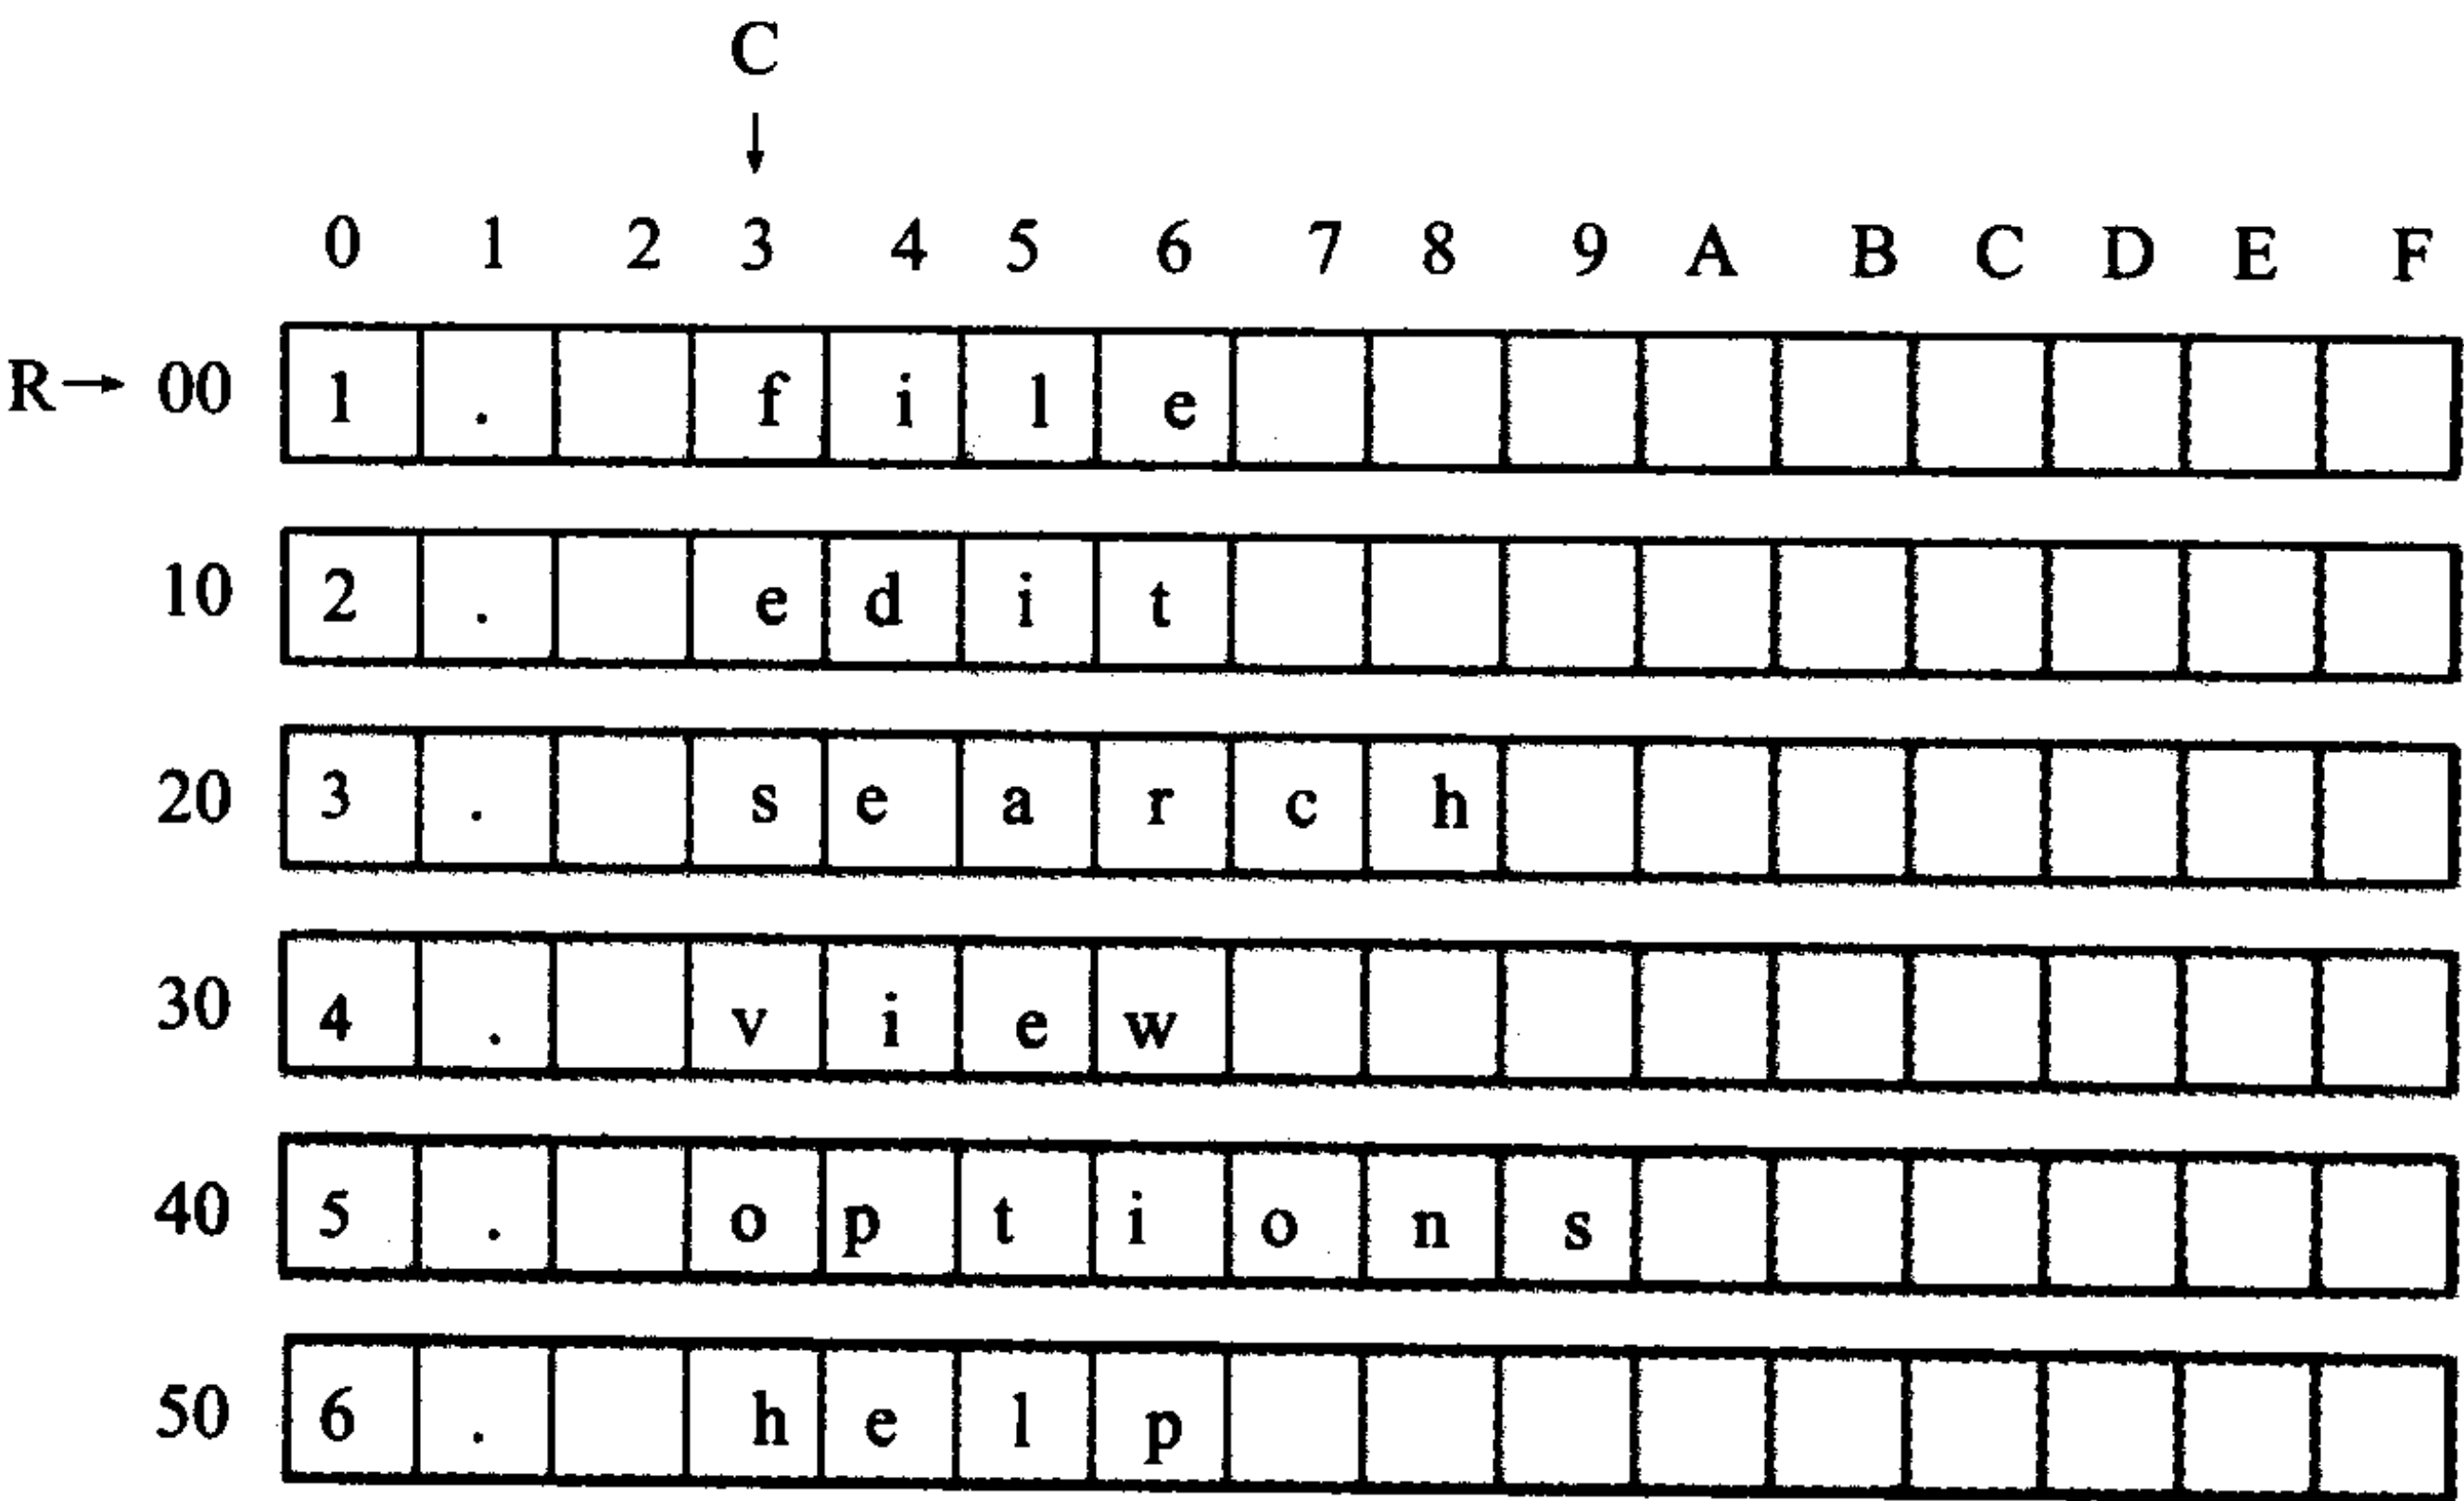 C
↓
0 1 2 3 4 5 6 7 8 9 A B C D E F
R→ 00 1 . f i l e
10 2 . e d i t
20 3 . s e a r c h
30 4 . v i e w
40 5 . o p t i o n s
50 6 . h e l p